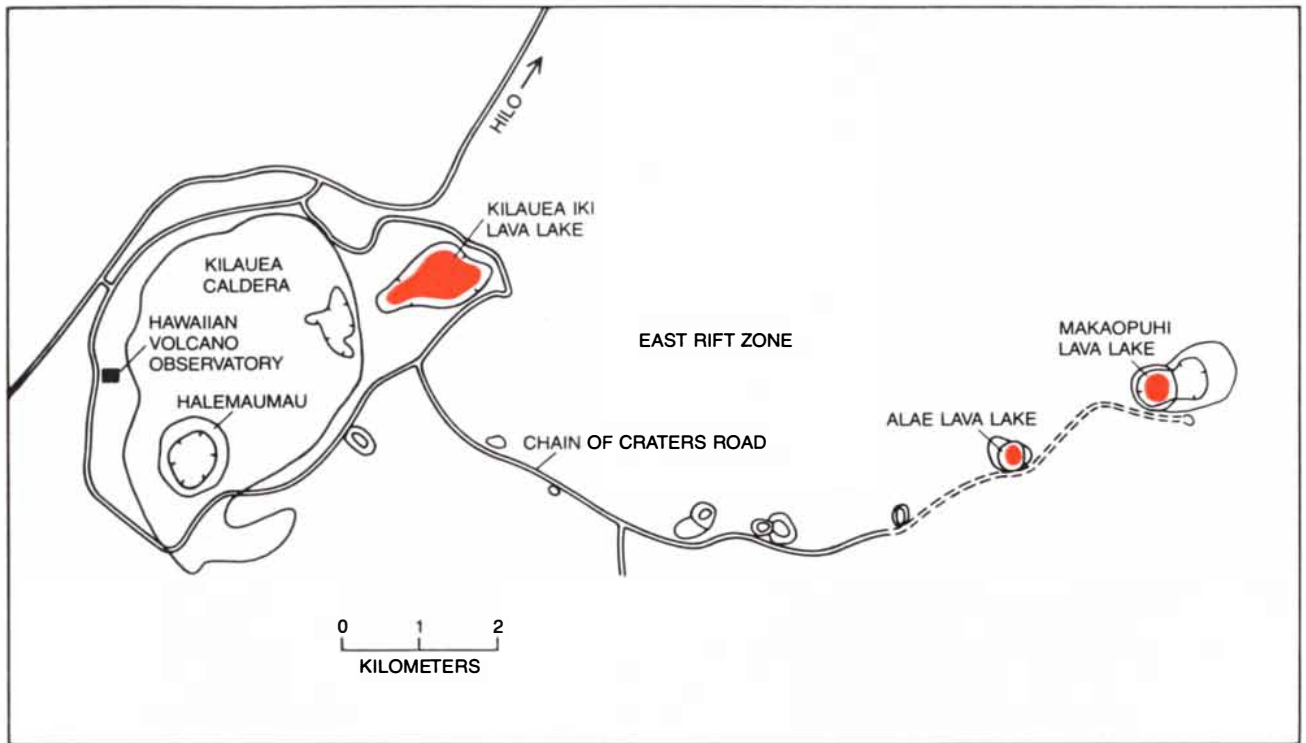 HILO
KILAUEA IKI
LAVA LAKE
KILAUEA
CALDERA
HAWAIIAN
VOLCANO
OBSERVATORY
EAST RIFT ZONE
MAKAOPUHI
LAVA LAKE
HALEMAUMAU
ALAE LAVA LAKE
CHAIN OF CRATERS ROAD
0 1 2
KILOMETERS